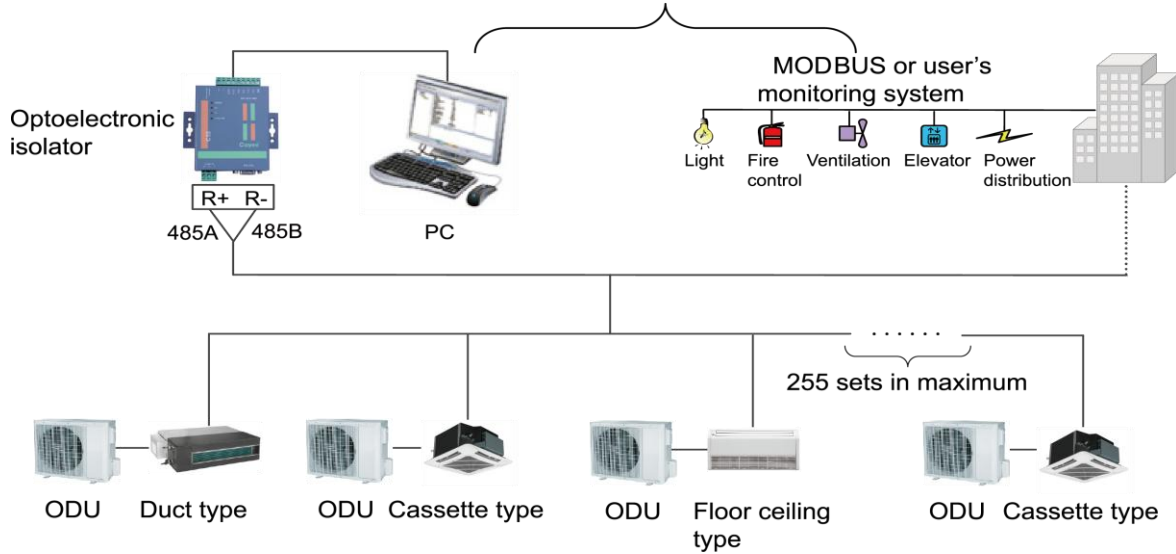 MODBUS or user's
monitoring system
Optoelectronic
isolator
Light
Fire
control
Ventilation
Elevator
Power
distribution
R+ R-
485A
485B
PC
255 sets in maximum
ODU
Duct type
ODU
Cassette type
ODU
Floor ceiling
type
ODU
Cassette type